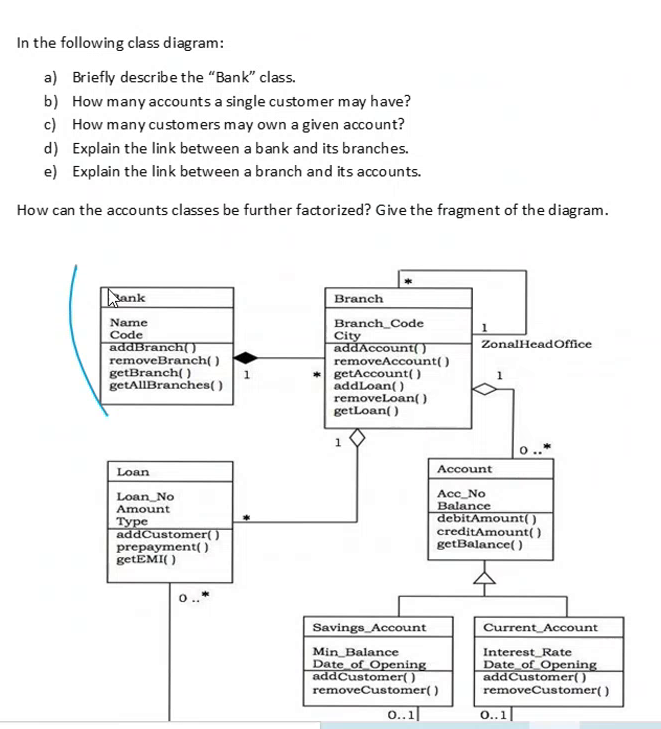 In the following class diagram:
a) Briefly describe the “Bank” class.
b) How many accounts a single customer may have?
c) How many customers may own a given account?
d) Explain the link between a bank and its branches.
e) Explain the link between a branch and its accounts.
How can the accounts classes be further factorized? Give the fragment of the diagram.
*
Bank
Name
Code
addBranch( )
removeBranch( )
getBranch( )
getAllBranches( )
1
*
Branch
Branch_Code
City
addAccount( )
removeAccount( )
getAccount( )
addLoan( )
removeLoan( )
getLoan( )
1
ZonalHeadOffice
1
1
0 ..*
Loan
Loan_No
Amount
Type
addCustomer( )
prepayment( )
getEMI( )
*
0 ..*
Account
Acc_No
Balance
debitAmount( )
creditAmount( )
getBalance( )
Savings_Account
Min_Balance
Date_of_Opening
addCustomer( )
removeCustomer( )
0..1
Current_Account
Interest_Rate
Date_of_Opening
addCustomer( )
removeCustomer( )
0..1